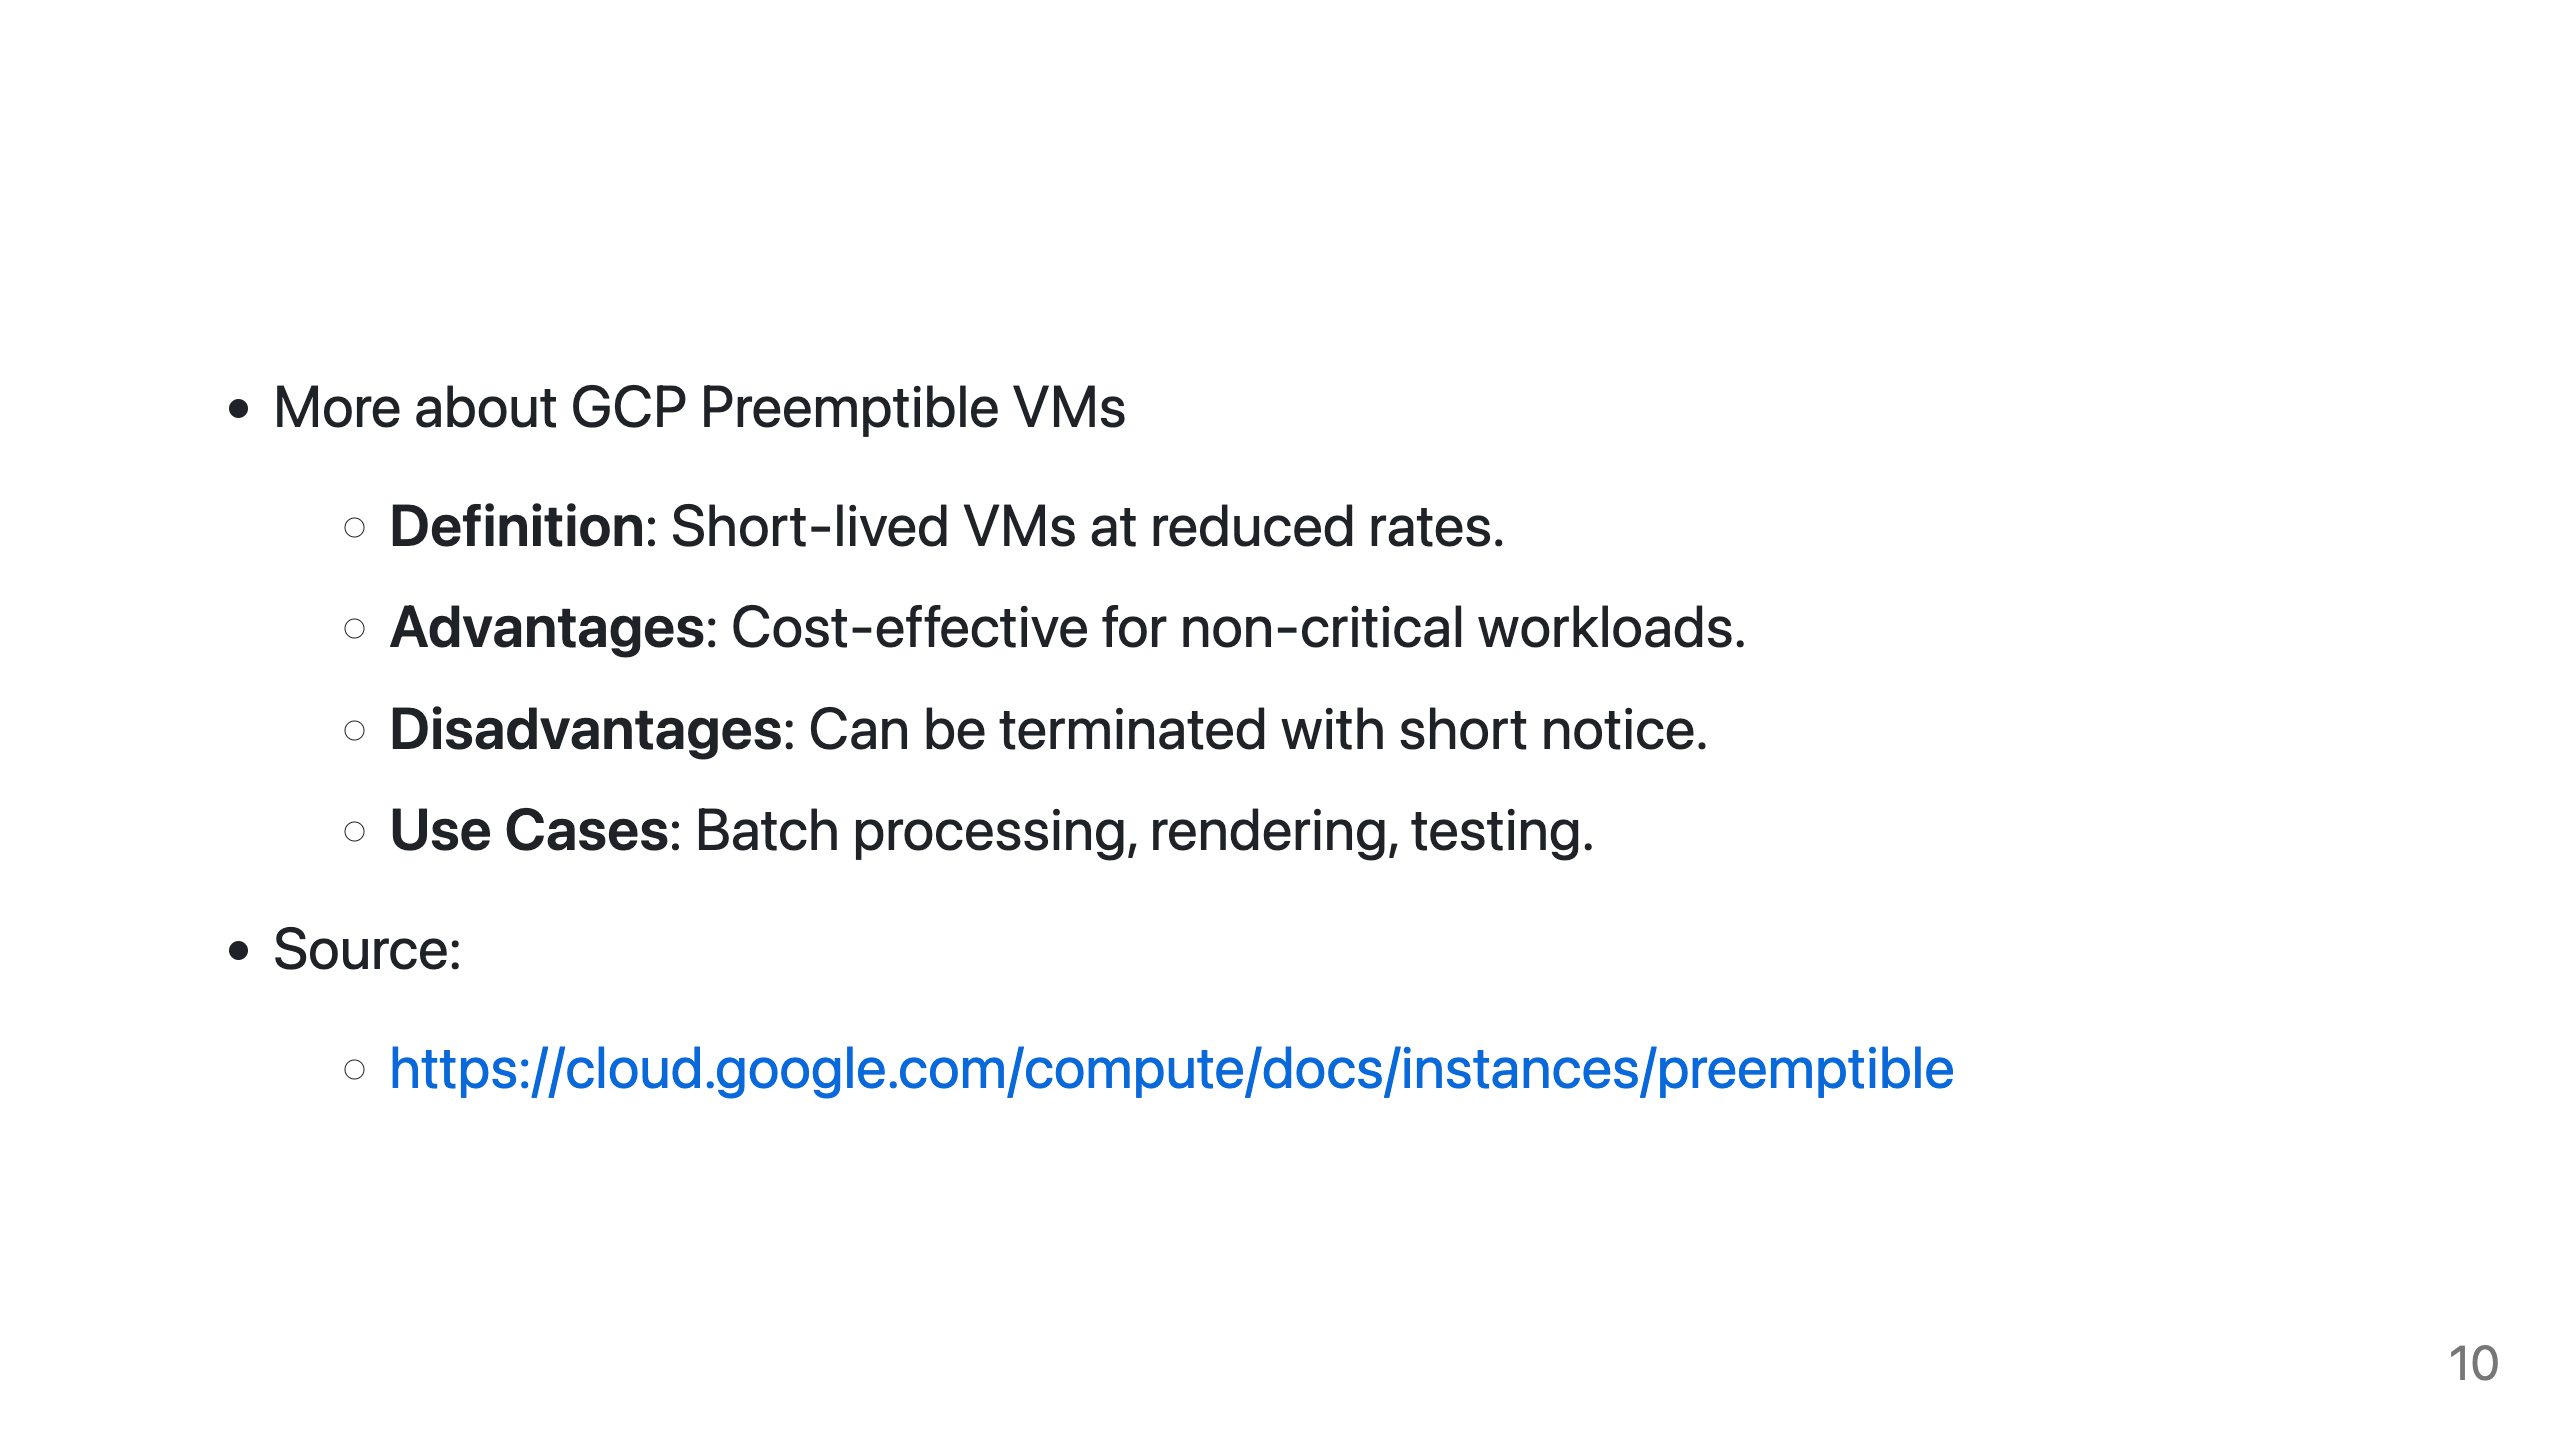 More about GCP Preemptible VMs
Definition: Short-lived VMs at reduced rates.
Advantages: Cost-effective for non-critical workloads.
Disadvantages: Can be terminated with short notice.
Use Cases: Batch processing, rendering, testing.
Source:
https://cloud.google.com/compute/docs/instances/preemptible
10